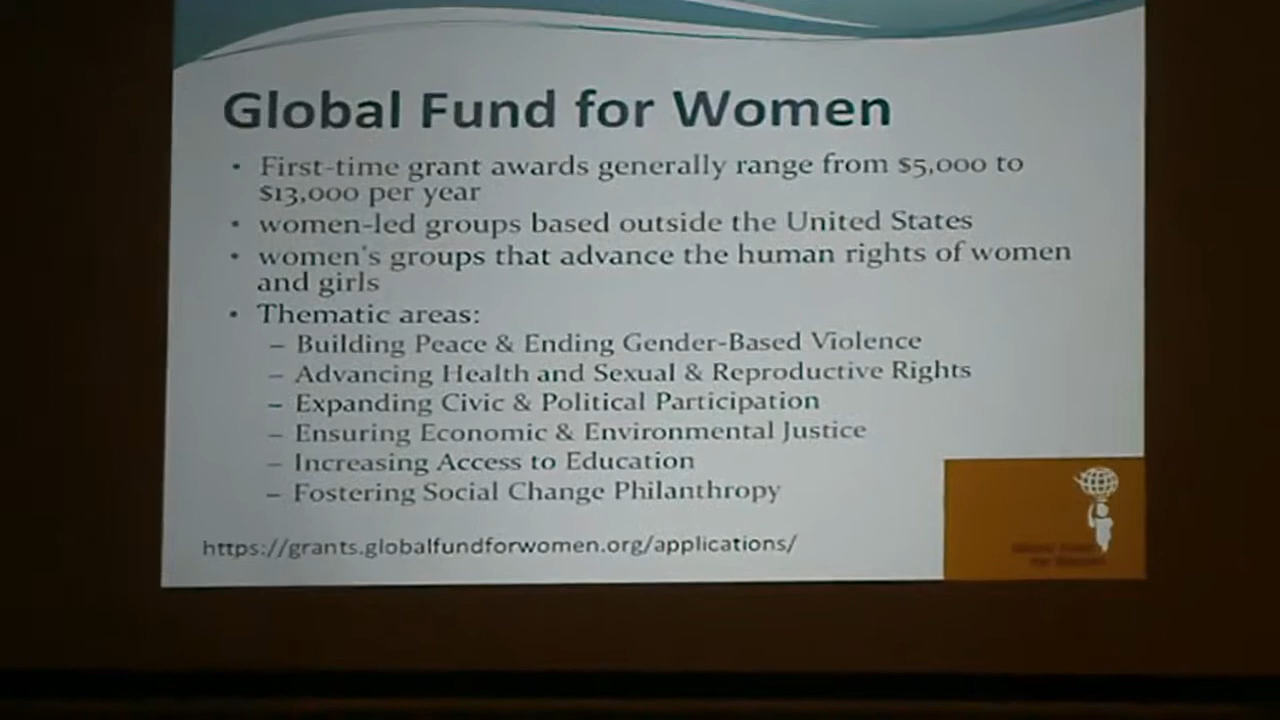 Global Fund for Women
• First-time grant awards generally range from $5,000 to
$13,000 per year
• women-led groups based outside the United States
• women's groups that advance the human rights of women
and girls
• Thematic areas:
– Building Peace & Ending Gender-Based Violence
– Advancing Health and Sexual & Reproductive Rights
– Expanding Civic & Political Participation
– Ensuring Economic & Environmental Justice
– Increasing Access to Education
– Fostering Social Change Philanthropy
https://grants.globalfundforwomen.org/applications/